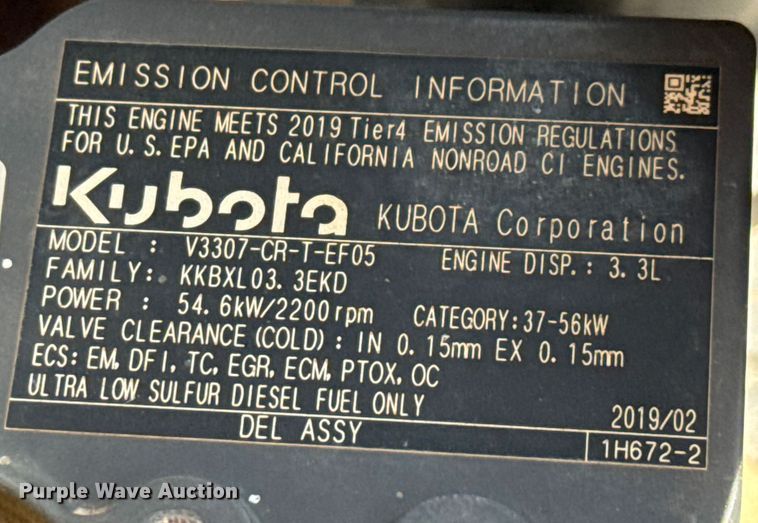 EMISSION CONTROL INFORMATION
THIS ENGINE MEETS 2019 Tier4 EMISSION REGULATIONS
FOR U.S.EPA AND CALIFORNIA NONROAD CI ENGINES.
Kubota KUBOTA Corporation
MODEL : V3307-CR-T-EF05 ENGINE DISP.: 3.3L
FAMILY: KKBXL03.3EKD
POWER : 54.6kW/2200rpm CATEGORY:37-56kW
VALVE CLEARANCE(COLD): IN 0.15mm EX 0.15mm
ECS: EM, DFI, TC, EGR, ECM, PTOX, OC
ULTRA LOW SULFUR DIESEL FUEL ONLY 2019/02
DEL ASSY 1H672-2
Purple Wave Auction